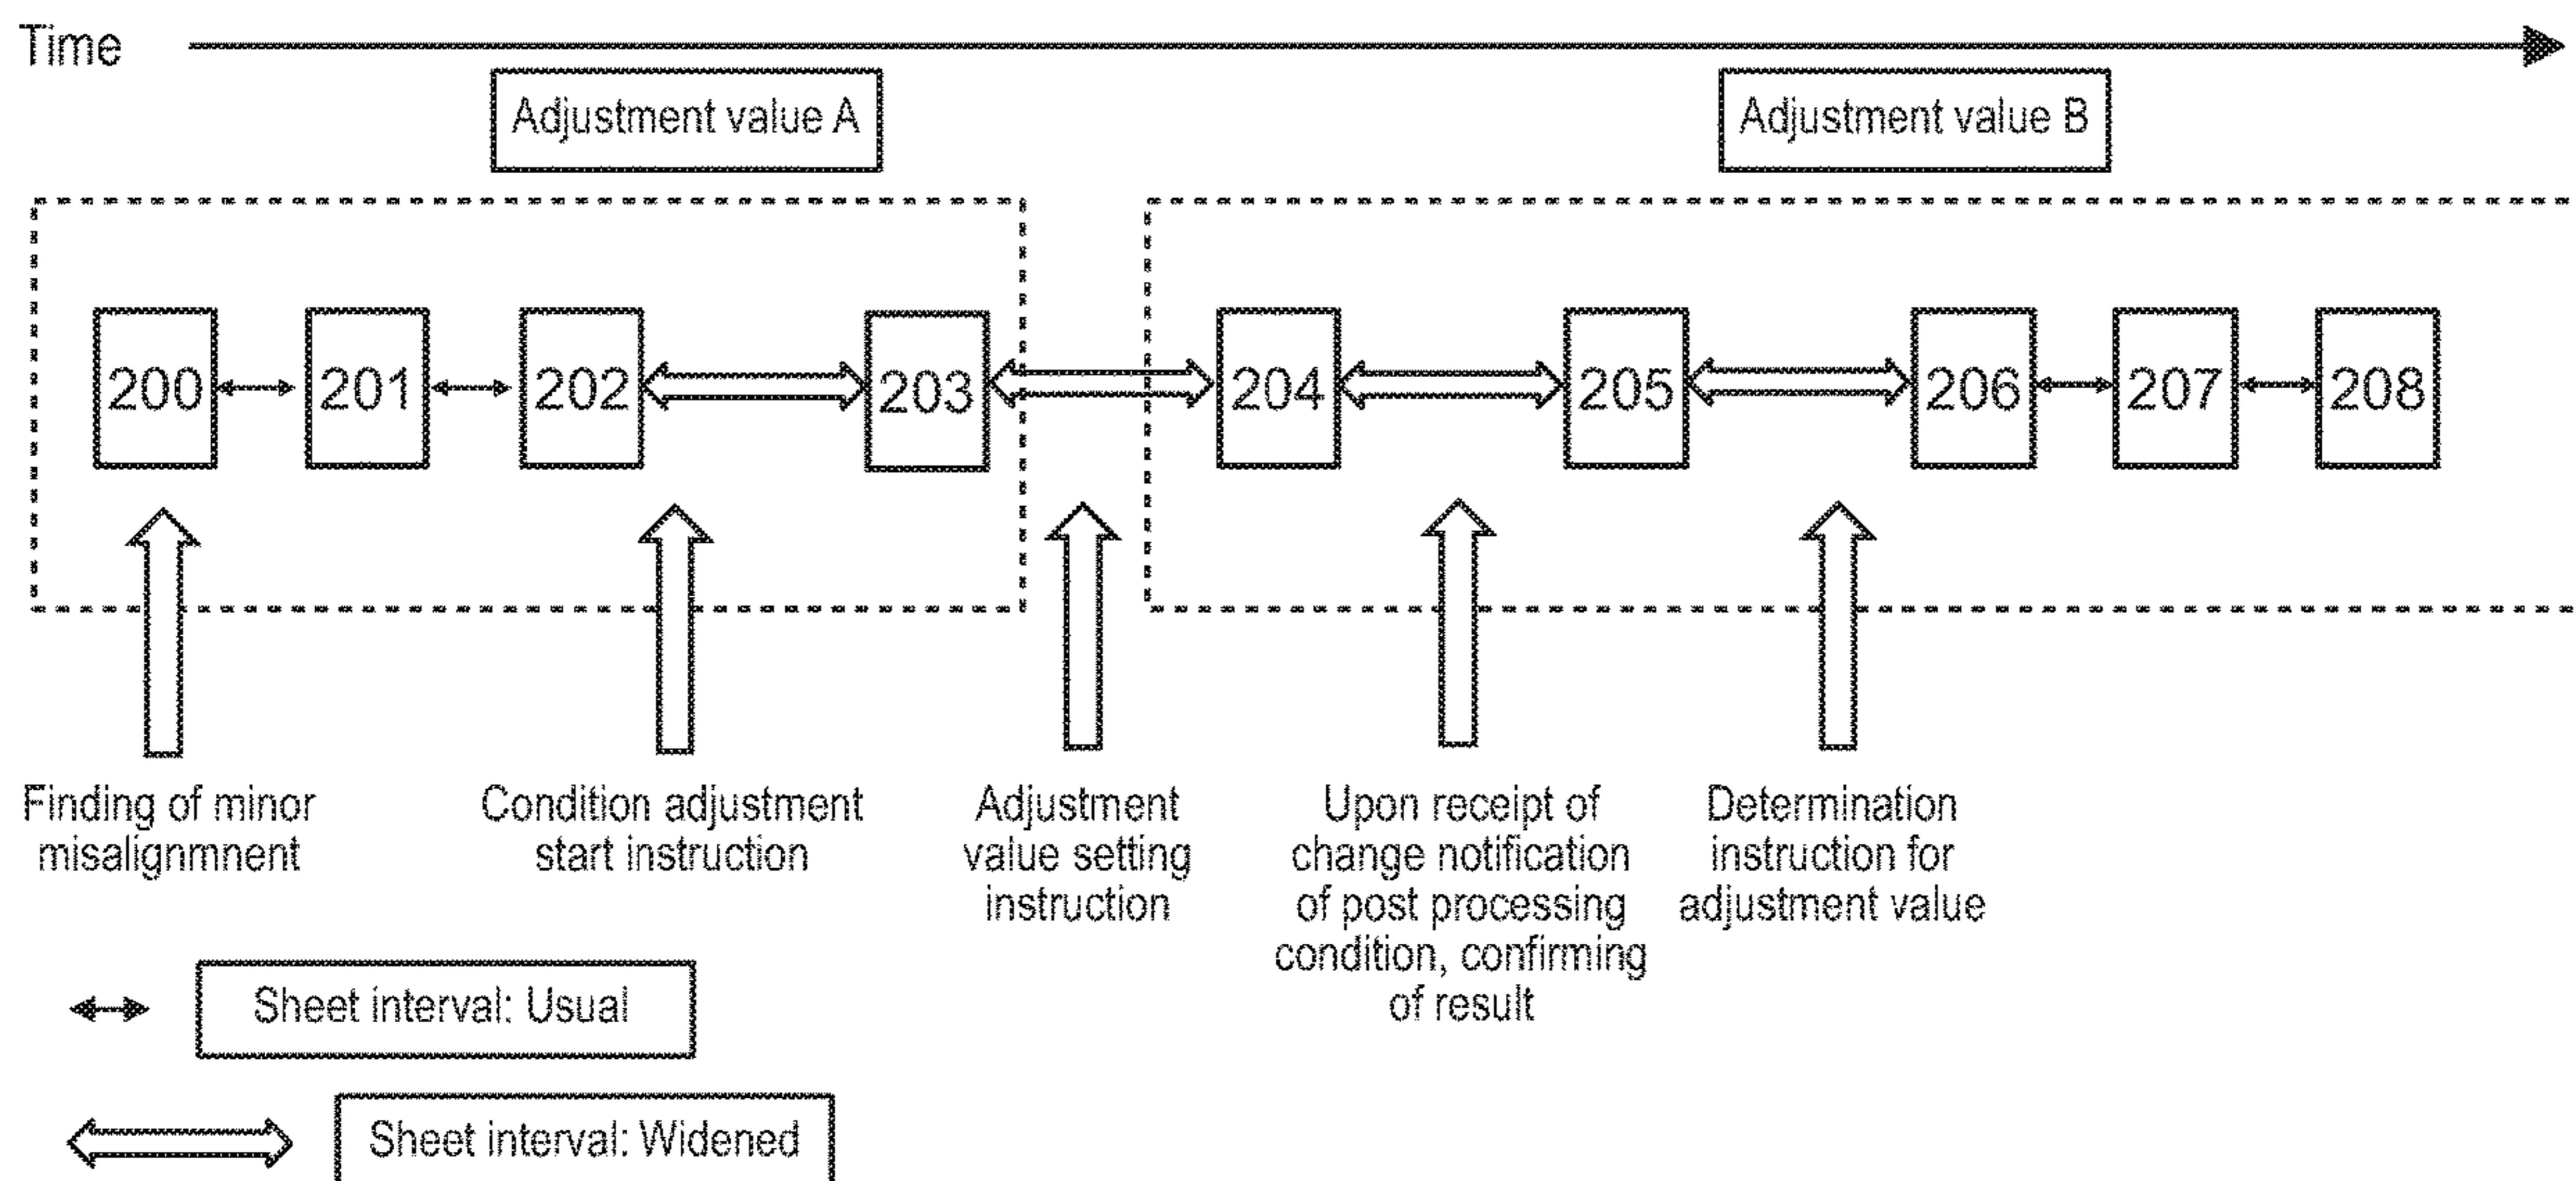 Time
Adjustment value A
Adjustment value B
200
201
202
203
204
205
206
207
208
Finding of minor
misalignmnent
Condition adjustment
start instruction
Adjustment
value setting
instruction
Upon receipt of
change notification
of post processing
condition, confirming
of result
Determination
instruction for
adjustment value
Sheet interval: Usual
Sheet interval: Widened